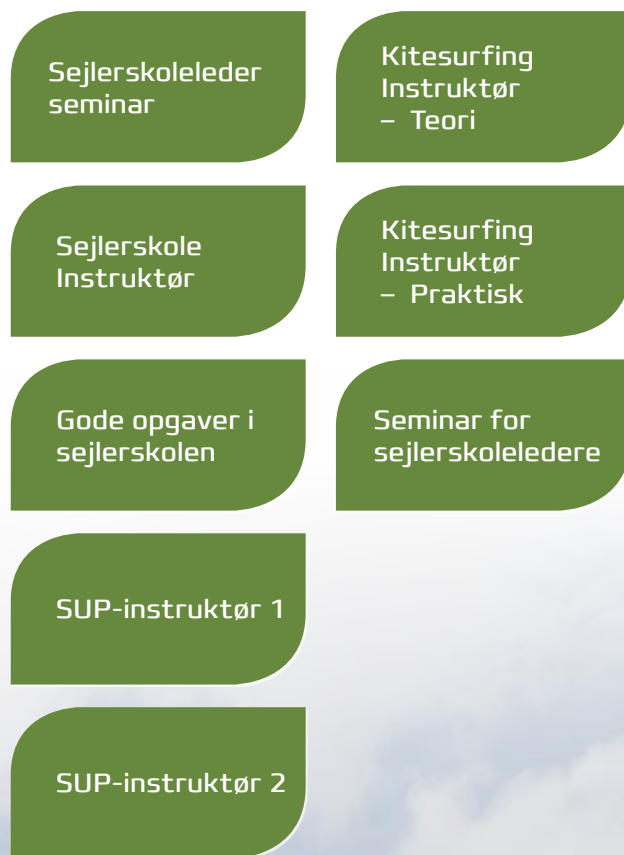 Sejlerskoleleder
seminar
Sejlerskole
Instruktør
Gode opgaver i
sejlerskolen
SUP-instruktør 1
SUP-instruktør 2
Kitesurfing
Instruktør
– Teori
Kitesurfing
Instruktør
– Praktisk
Seminar for
sejlerskoleledere